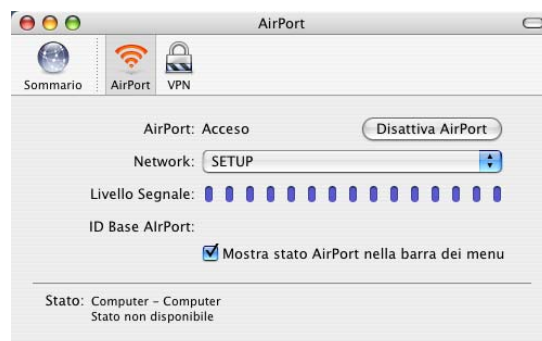 AirPort
Sommario AirPort VPN
AirPort: Acceso Disattiva AirPort
Network: SETUP
Livello Segnale:
ID Base AIrPort:
Mostra stato AirPort nella barra dei menu
Stato: Computer – Computer
Stato non disponibile